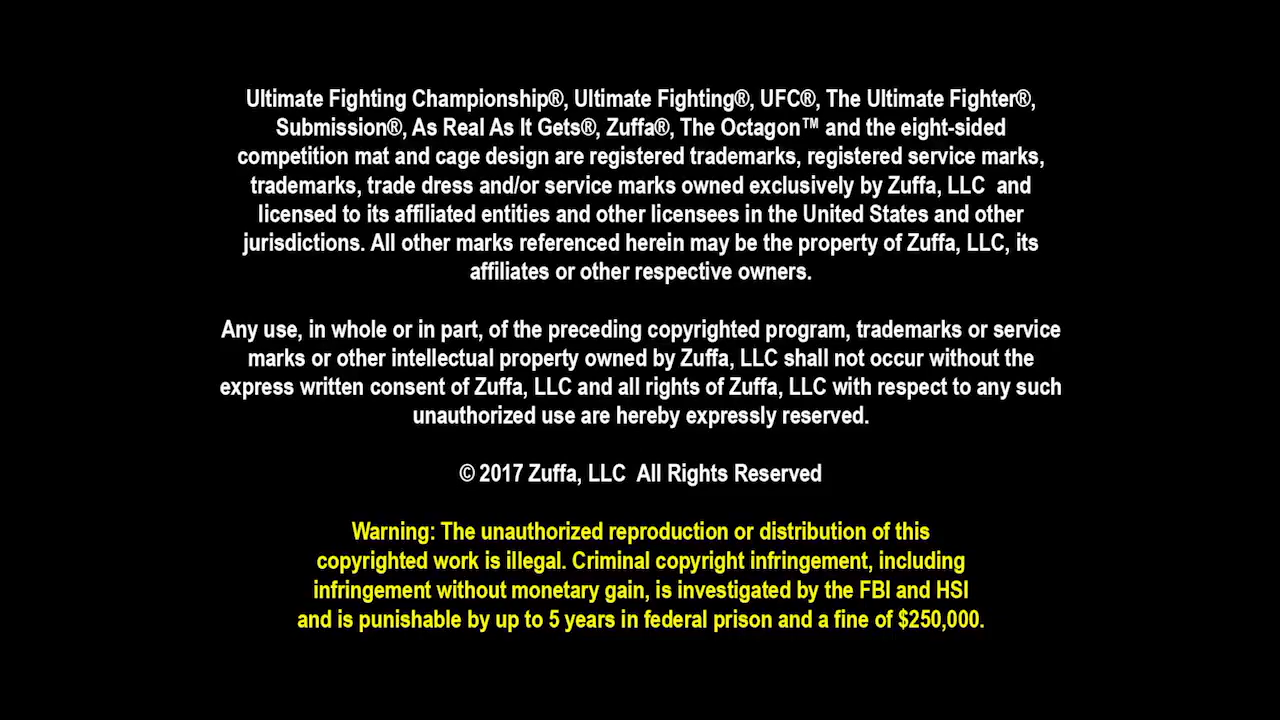 Ultimate Fighting Championship®, Ultimate Fighting®, UFC®, The Ultimate Fighter®,
Submission®, As Real As It Gets®, Zuffa®, The Octagon™ and the eight-sided
competition mat and cage design are registered trademarks, registered service marks,
trademarks, trade dress and/or service marks owned exclusively by Zuffa, LLC  and
licensed to its affiliated entities and other licensees in the United States and other
jurisdictions. All other marks referenced herein may be the property of Zuffa, LLC, its
affiliates or other respective owners.
Any use, in whole or in part, of the preceding copyrighted program, trademarks or service
marks or other intellectual property owned by Zuffa, LLC shall not occur without the
express written consent of Zuffa, LLC and all rights of Zuffa, LLC with respect to any such
unauthorized use are hereby expressly reserved.
© 2017 Zuffa, LLC  All Rights Reserved
Warning: The unauthorized reproduction or distribution of this
copyrighted work is illegal. Criminal copyright infringement, including
infringement without monetary gain, is investigated by the FBI and HSI
and is punishable by up to 5 years in federal prison and a fine of $250,000.